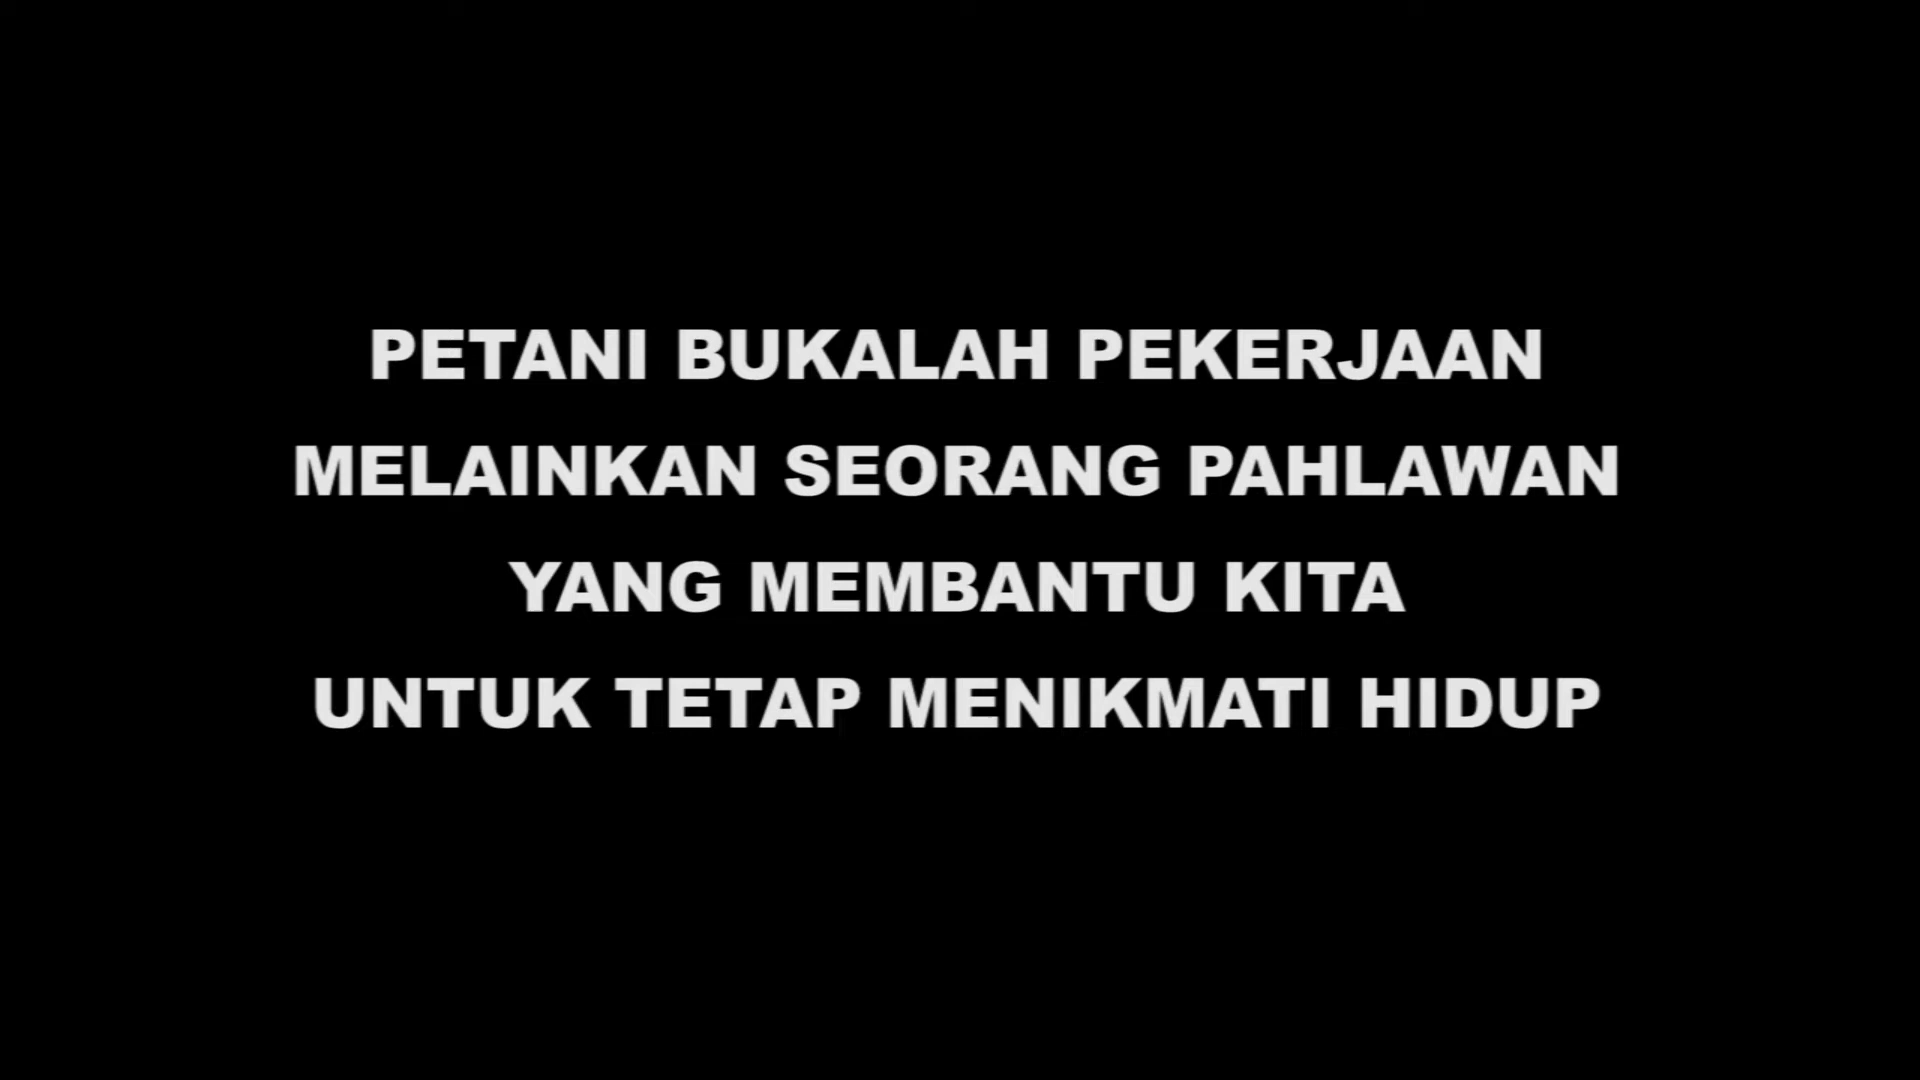 PETANI BUKALAH PEKERJAAN
MELAINKAN SEORANG PAHLAWAN
YANG MEMBANTU KITA
UNTUK TETAP MENIKMATI HIDUP